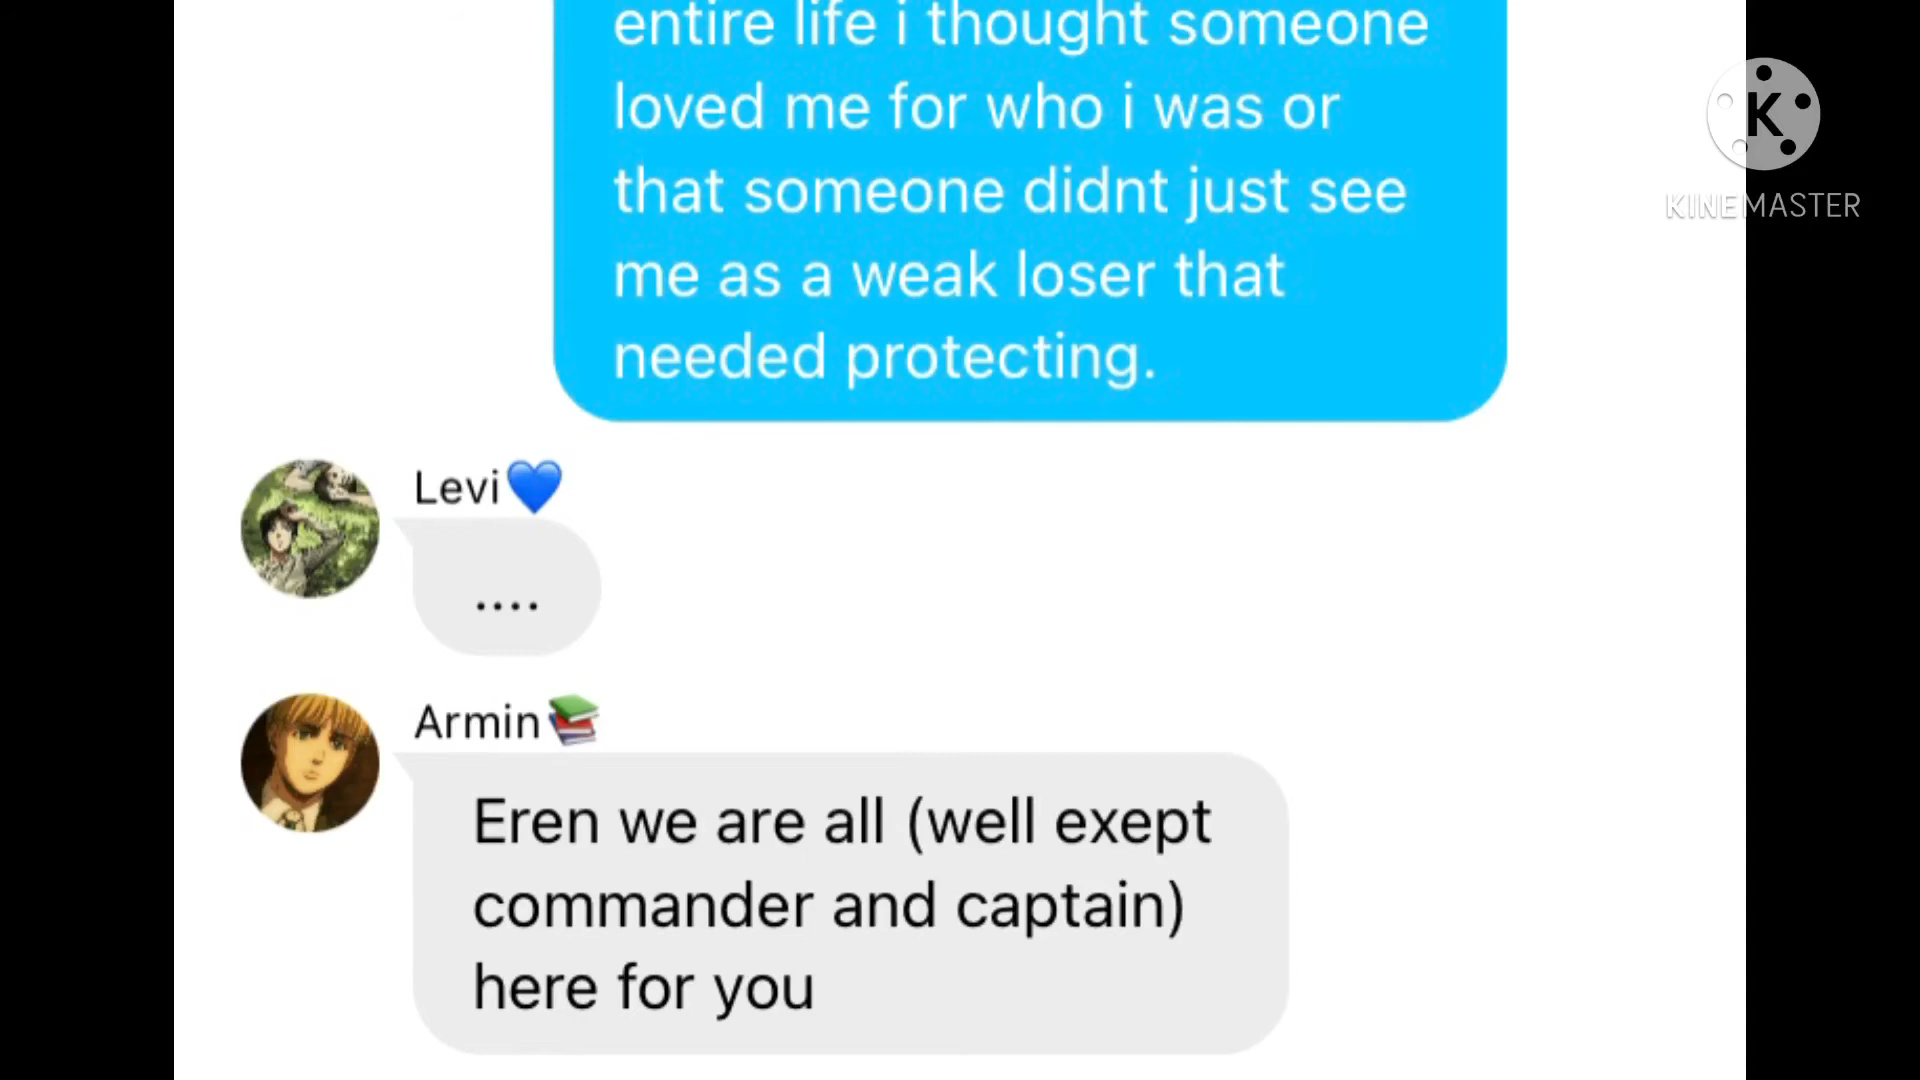 entire life i thought someone
loved me for who i was or
that someone didnt just see
me as a weak loser that
needed protecting.
K
KINEMASTER
Levi💙
....
Armin📚
Eren we are all (well exept
commander and captain)
here for you